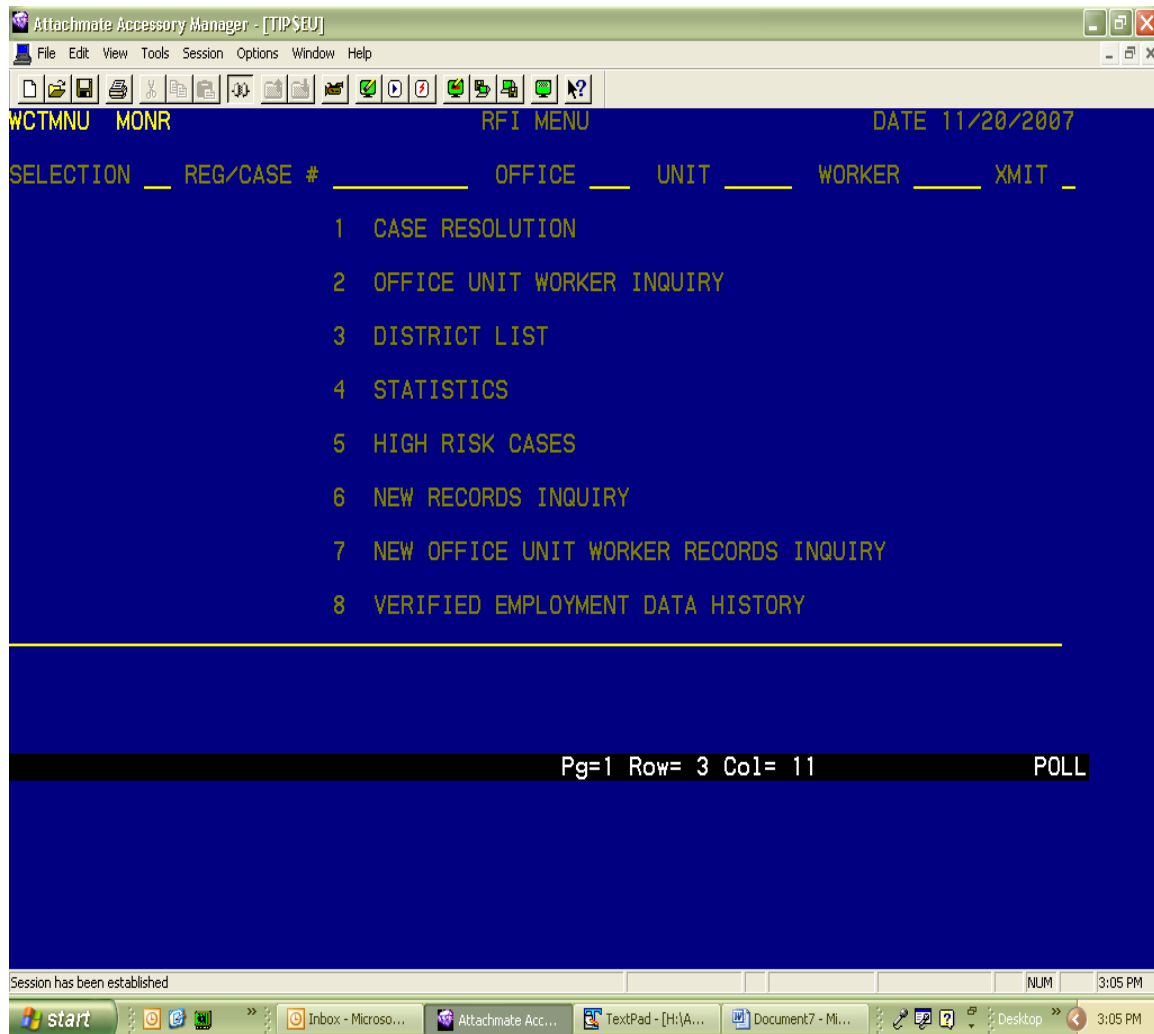 Attachmate Accessory Manager - [TIPSEU]
File Edit View Tools Session Options Window Help
WCTMNU MONR RFI MENU DATE 11/20/2007
SELECTION __ REG/CASE # __________ OFFICE ___ UNIT _____ WORKER _____ XMIT _
1 CASE RESOLUTION
2 OFFICE UNIT WORKER INQUIRY
3 DISTRICT LIST
4 STATISTICS
5 HIGH RISK CASES
6 NEW RECORDS INQUIRY
7 NEW OFFICE UNIT WORKER RECORDS INQUIRY
8 VERIFIED EMPLOYMENT DATA HISTORY
Pg=1 Row= 3 Col= 11 POLL
Session has been established NUM 3:05 PM
start » Inbox - Microso... Attachmate Acc... TextPad - [H:\A... Document7 - Mi... Desktop » 3:05 PM